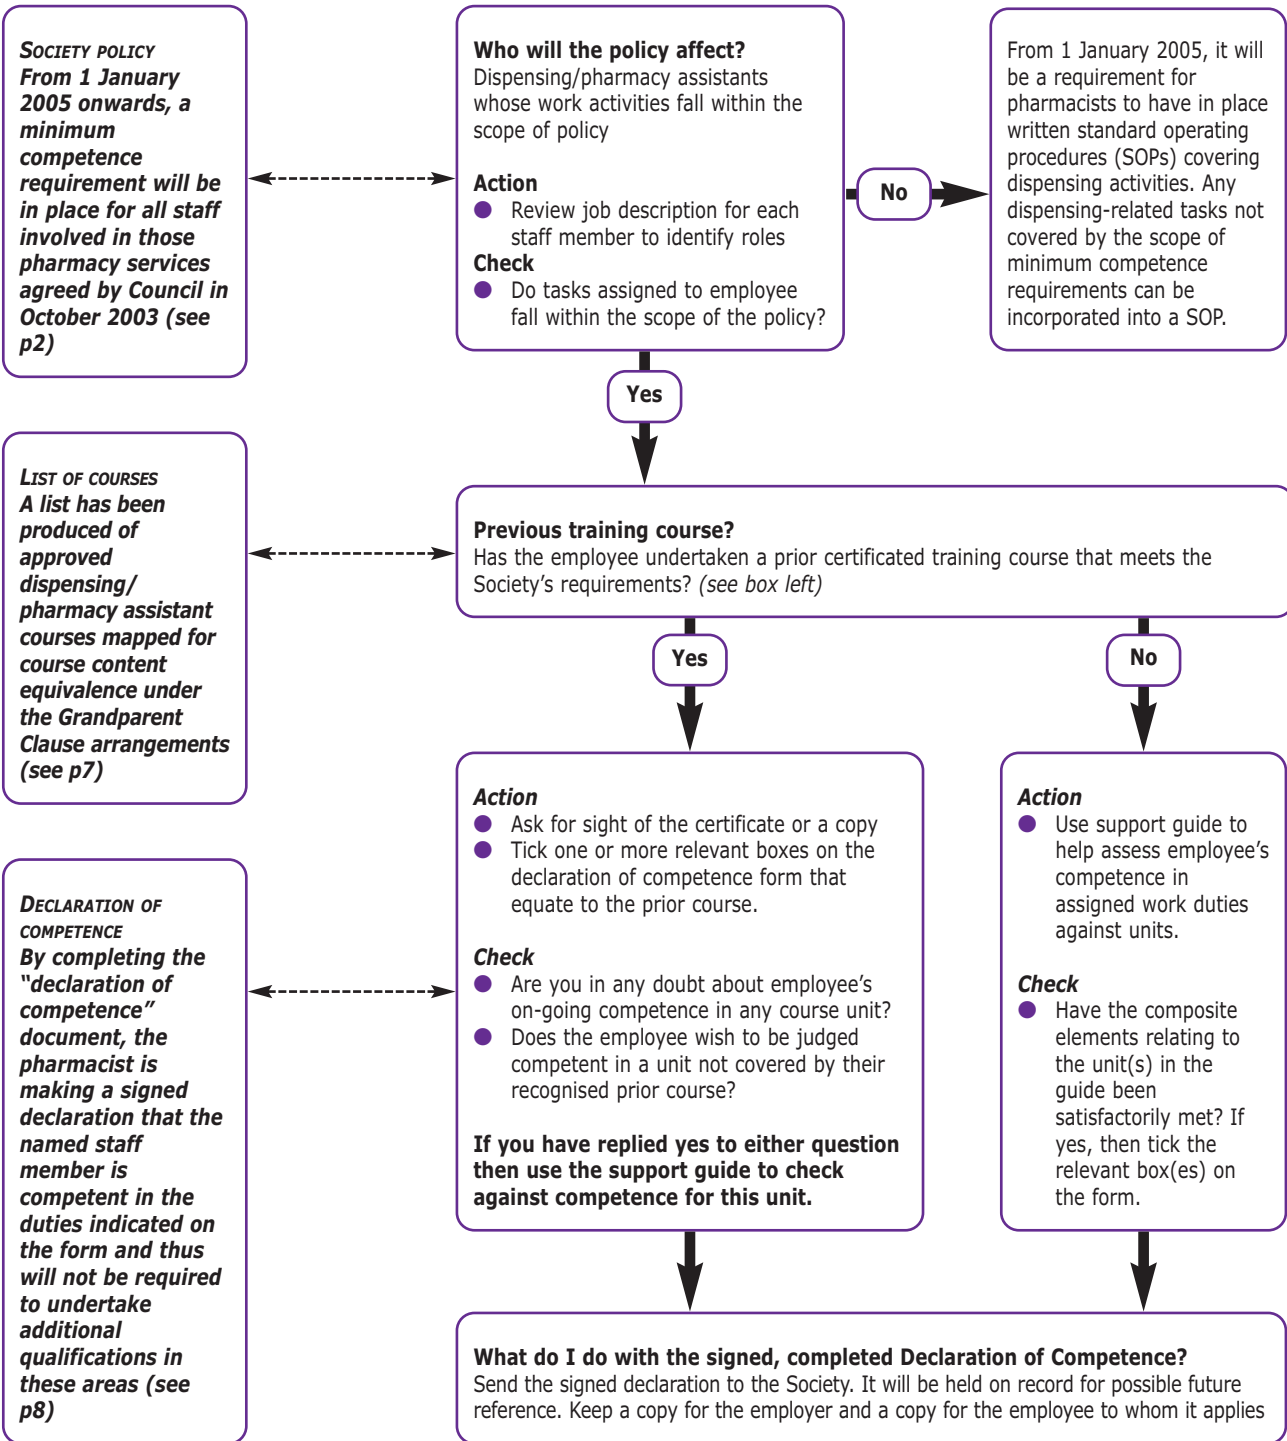 SOCIETY POLICY
From 1 January
2005 onwards, a
minimum
competence
requirement will be
in place for all staff
involved in those
pharmacy services
agreed by Council in
October 2003 (see
p2)
Who will the policy affect?
Dispensing/pharmacy assistants
whose work activities fall within the
scope of policy
Action
● Review job description for each
staff member to identify roles
Check
● Do tasks assigned to employee
fall within the scope of the policy?
No
From 1 January 2005, it will
be a requirement for
pharmacists to have in place
written standard operating
procedures (SOPs) covering
dispensing activities. Any
dispensing-related tasks not
covered by the scope of
minimum competence
requirements can be
incorporated into a SOP.
Yes
LIST OF COURSES
A list has been
produced of
approved
dispensing/
pharmacy assistant
courses mapped for
course content
equivalence under
the Grandparent
Clause arrangements
(see p7)
Previous training course?
Has the employee undertaken a prior certificated training course that meets the
Society's requirements? (see box left)
Yes
No
DECLARATION OF
COMPETENCE
By completing the
“declaration of
competence”
document, the
pharmacist is
making a signed
declaration that the
named staff
member is
competent in the
duties indicated on
the form and thus
will not be required
to undertake
additional
qualifications in
these areas (see
p8)
Action
● Ask for sight of the certificate or a copy
● Tick one or more relevant boxes on the
declaration of competence form that
equate to the prior course.
Check
● Are you in any doubt about employee's
on-going competence in any course unit?
● Does the employee wish to be judged
competent in a unit not covered by their
recognised prior course?
If you have replied yes to either question
then use the support guide to check
against competence for this unit.
Action
● Use support guide to
help assess employee's
competence in
assigned work duties
against units.
Check
● Have the composite
elements relating to
the unit(s) in the
guide been
satisfactorily met? If
yes, then tick the
relevant box(es) on
the form.
What do I do with the signed, completed Declaration of Competence?
Send the signed declaration to the Society. It will be held on record for possible future
reference. Keep a copy for the employer and a copy for the employee to whom it applies